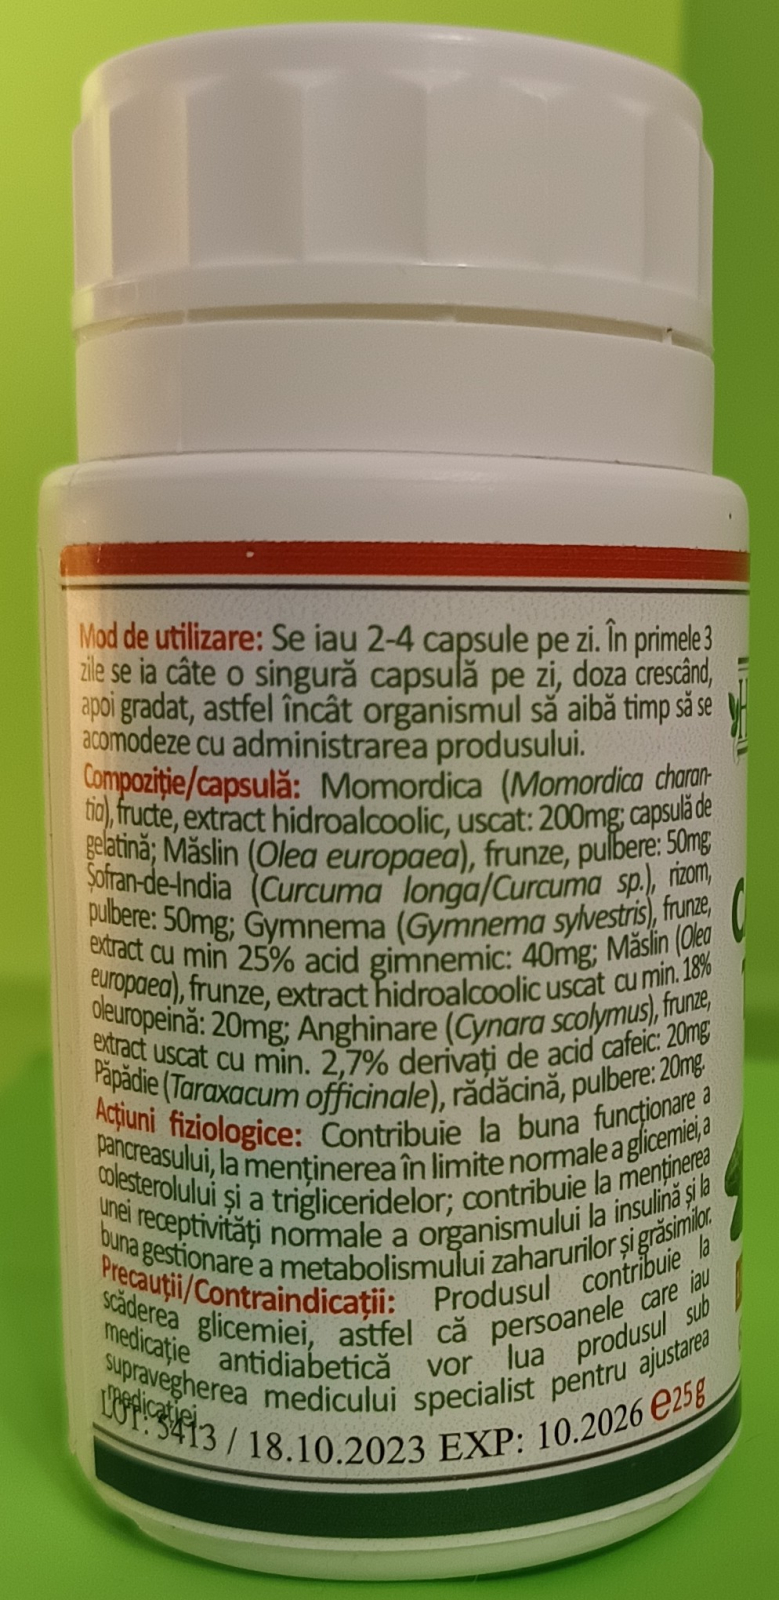 Mod de utilizare: Se iau 2-4 capsule pe zi. În primele 3
zile se ia câte o singură capsulă pe zi, doza crescând,
apoi gradat, astfel încât organismul să aibă timp să se
acomodeze cu administrarea produsului.
Compoziție/capsulă: Momordica (Momordica charan-
tia), fructe, extract hidroalcoolic, uscat: 200mg; capsulă de
gelatină; Măslin (Olea europaea), frunze, pulbere: 50mg;
Șofran-de-India (Curcuma longa/Curcuma sp.), rizom,
pulbere: 50mg; Gymnema (Gymnema sylvestris), frunze,
extract cu min 25% acid gimnemic: 40mg; Măslin (Olea
europaea), frunze, extract hidroalcoolic uscat cu min. 18%
oleuropeină: 20mg; Anghinare (Cynara scolymus), frunze,
extract uscat cu min. 2,7% derivați de acid cafeic: 20mg;
Păpădie (Taraxacum officinale), rădăcină, pulbere: 20mg.
Acțiuni fiziologice: Contribuie la buna funcționare a
pancreasului, la menținerea în limite normale a glicemiei, a
colesterolului și a trigliceridelor; contribuie la menținerea
unei receptivități normale a organismului la insulină și la
buna gestionare a metabolismului zaharurilor și grăsimilor.
Precauții/Contraindicații: Produsul contribuie la
scăderea glicemiei, astfel că persoanele care iau
medicație antidiabetică vor lua produsul sub
supravegherea medicului specialist pentru ajustarea
medicației.
LOT: 5413 / 18.10.2023 EXP: 10.2026 e25g